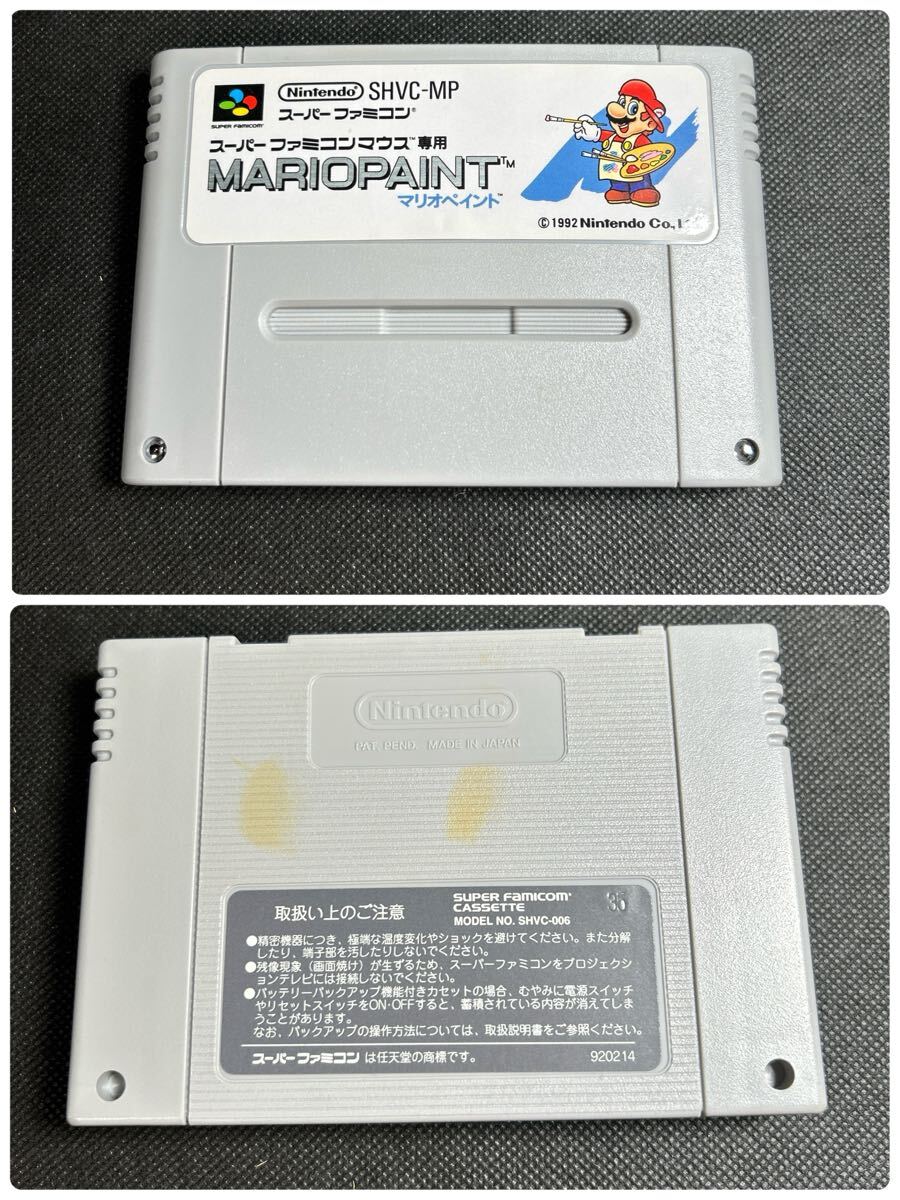 Nintendo SHVC-MP
SUPER FAMICOM
スーパーファミコン
スーパーファミコンマウス™専用
MARIOPAINT™
マリオペイント™
©1992 Nintendo Co.,
Nintendo
PAT. PEND. MADE IN JAPAN
取扱い上のご注意
SUPER FAMICOM
CASSETTE
MODEL NO. SHVC-006
35
●精密機器につき、極端な温度変化やショックを避けてください。また分解
したり、端子部を汚したりしないでください。
●残像現象(画面焼け)が生ずるため、スーパーファミコンをプロジェクシ
ョンテレビには接続しないでください。
●バッテリーバックアップ機能付きカセットの場合、むやみに電源スイッチ
やリセットスイッチをON・OFFすると、蓄積されている内容が消えてしま
うことがあります。
なお、バックアップの操作方法については、取扱説明書をご参照ください。
スーパーファミコンは任天堂の商標です。
920214